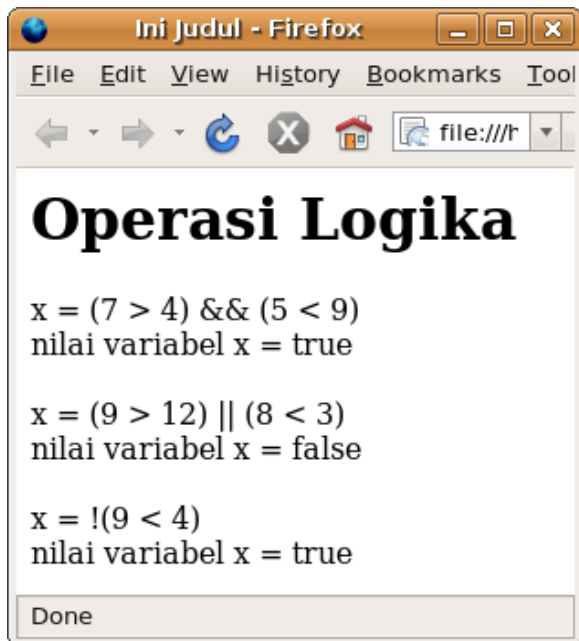 Ini Judul - Firefox
File Edit View History Bookmarks Tool
file:///h
Operasi Logika
x = (7 > 4) && (5 < 9)
nilai variabel x = true
x = (9 > 12) || (8 < 3)
nilai variabel x = false
x = !(9 < 4)
nilai variabel x = true
Done